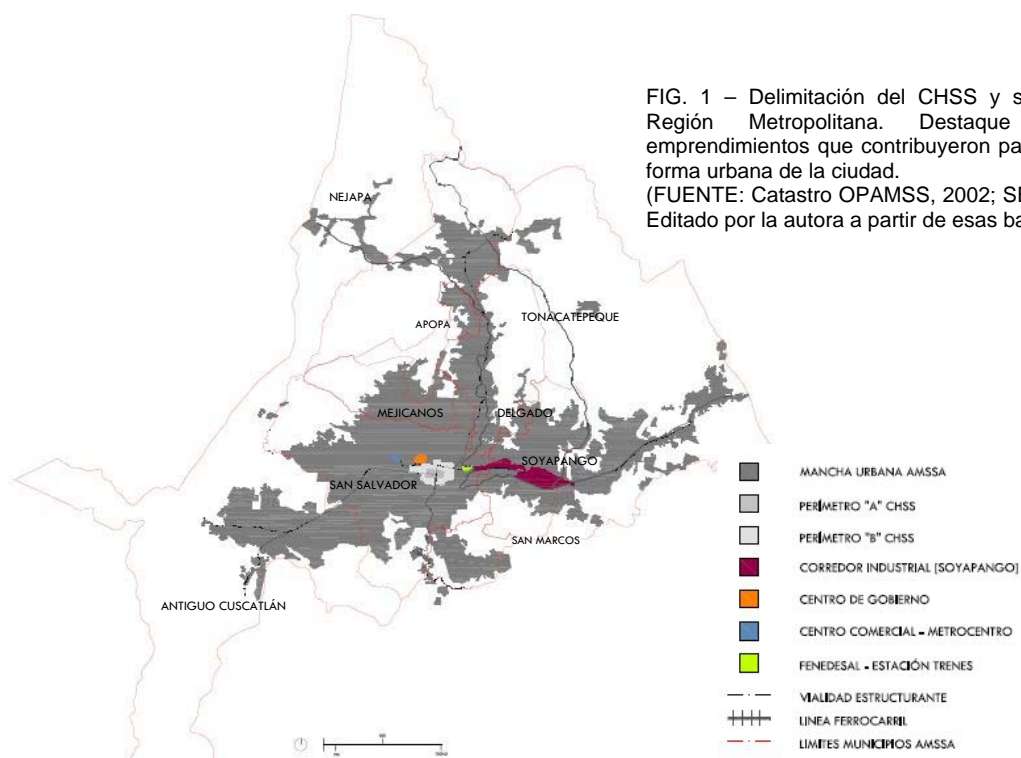 FIG. 1 – Delimitación del CHSS y s
Región Metropolitana. Destaque
emprendimientos que contribuyeron pa
forma urbana de la ciudad.
(FUENTE: Catastro OPAMSS, 2002; SI
Editado por la autora a partir de esas ba
NEJAPA
TONACATEPEQUE
APOPA
MEJICANOS
DELGADO
SOYAPANGO
SAN SALVADOR
SAN MARCOS
ANTIGUO CUSCATLÁN
MANCHA URBANA AMSSA
PERÍMETRO "A" CHSS
PERÍMETRO "B" CHSS
CORREDOR INDUSTRIAL [SOYAPANGO]
CENTRO DE GOBIERNO
CENTRO COMERCIAL - METROCENTRO
FENEDESAL - ESTACIÓN TRENES
VIALIDAD ESTRUCTURANTE
LINEA FERROCARRIL
LIMITES MUNICIPIOS AMSSA